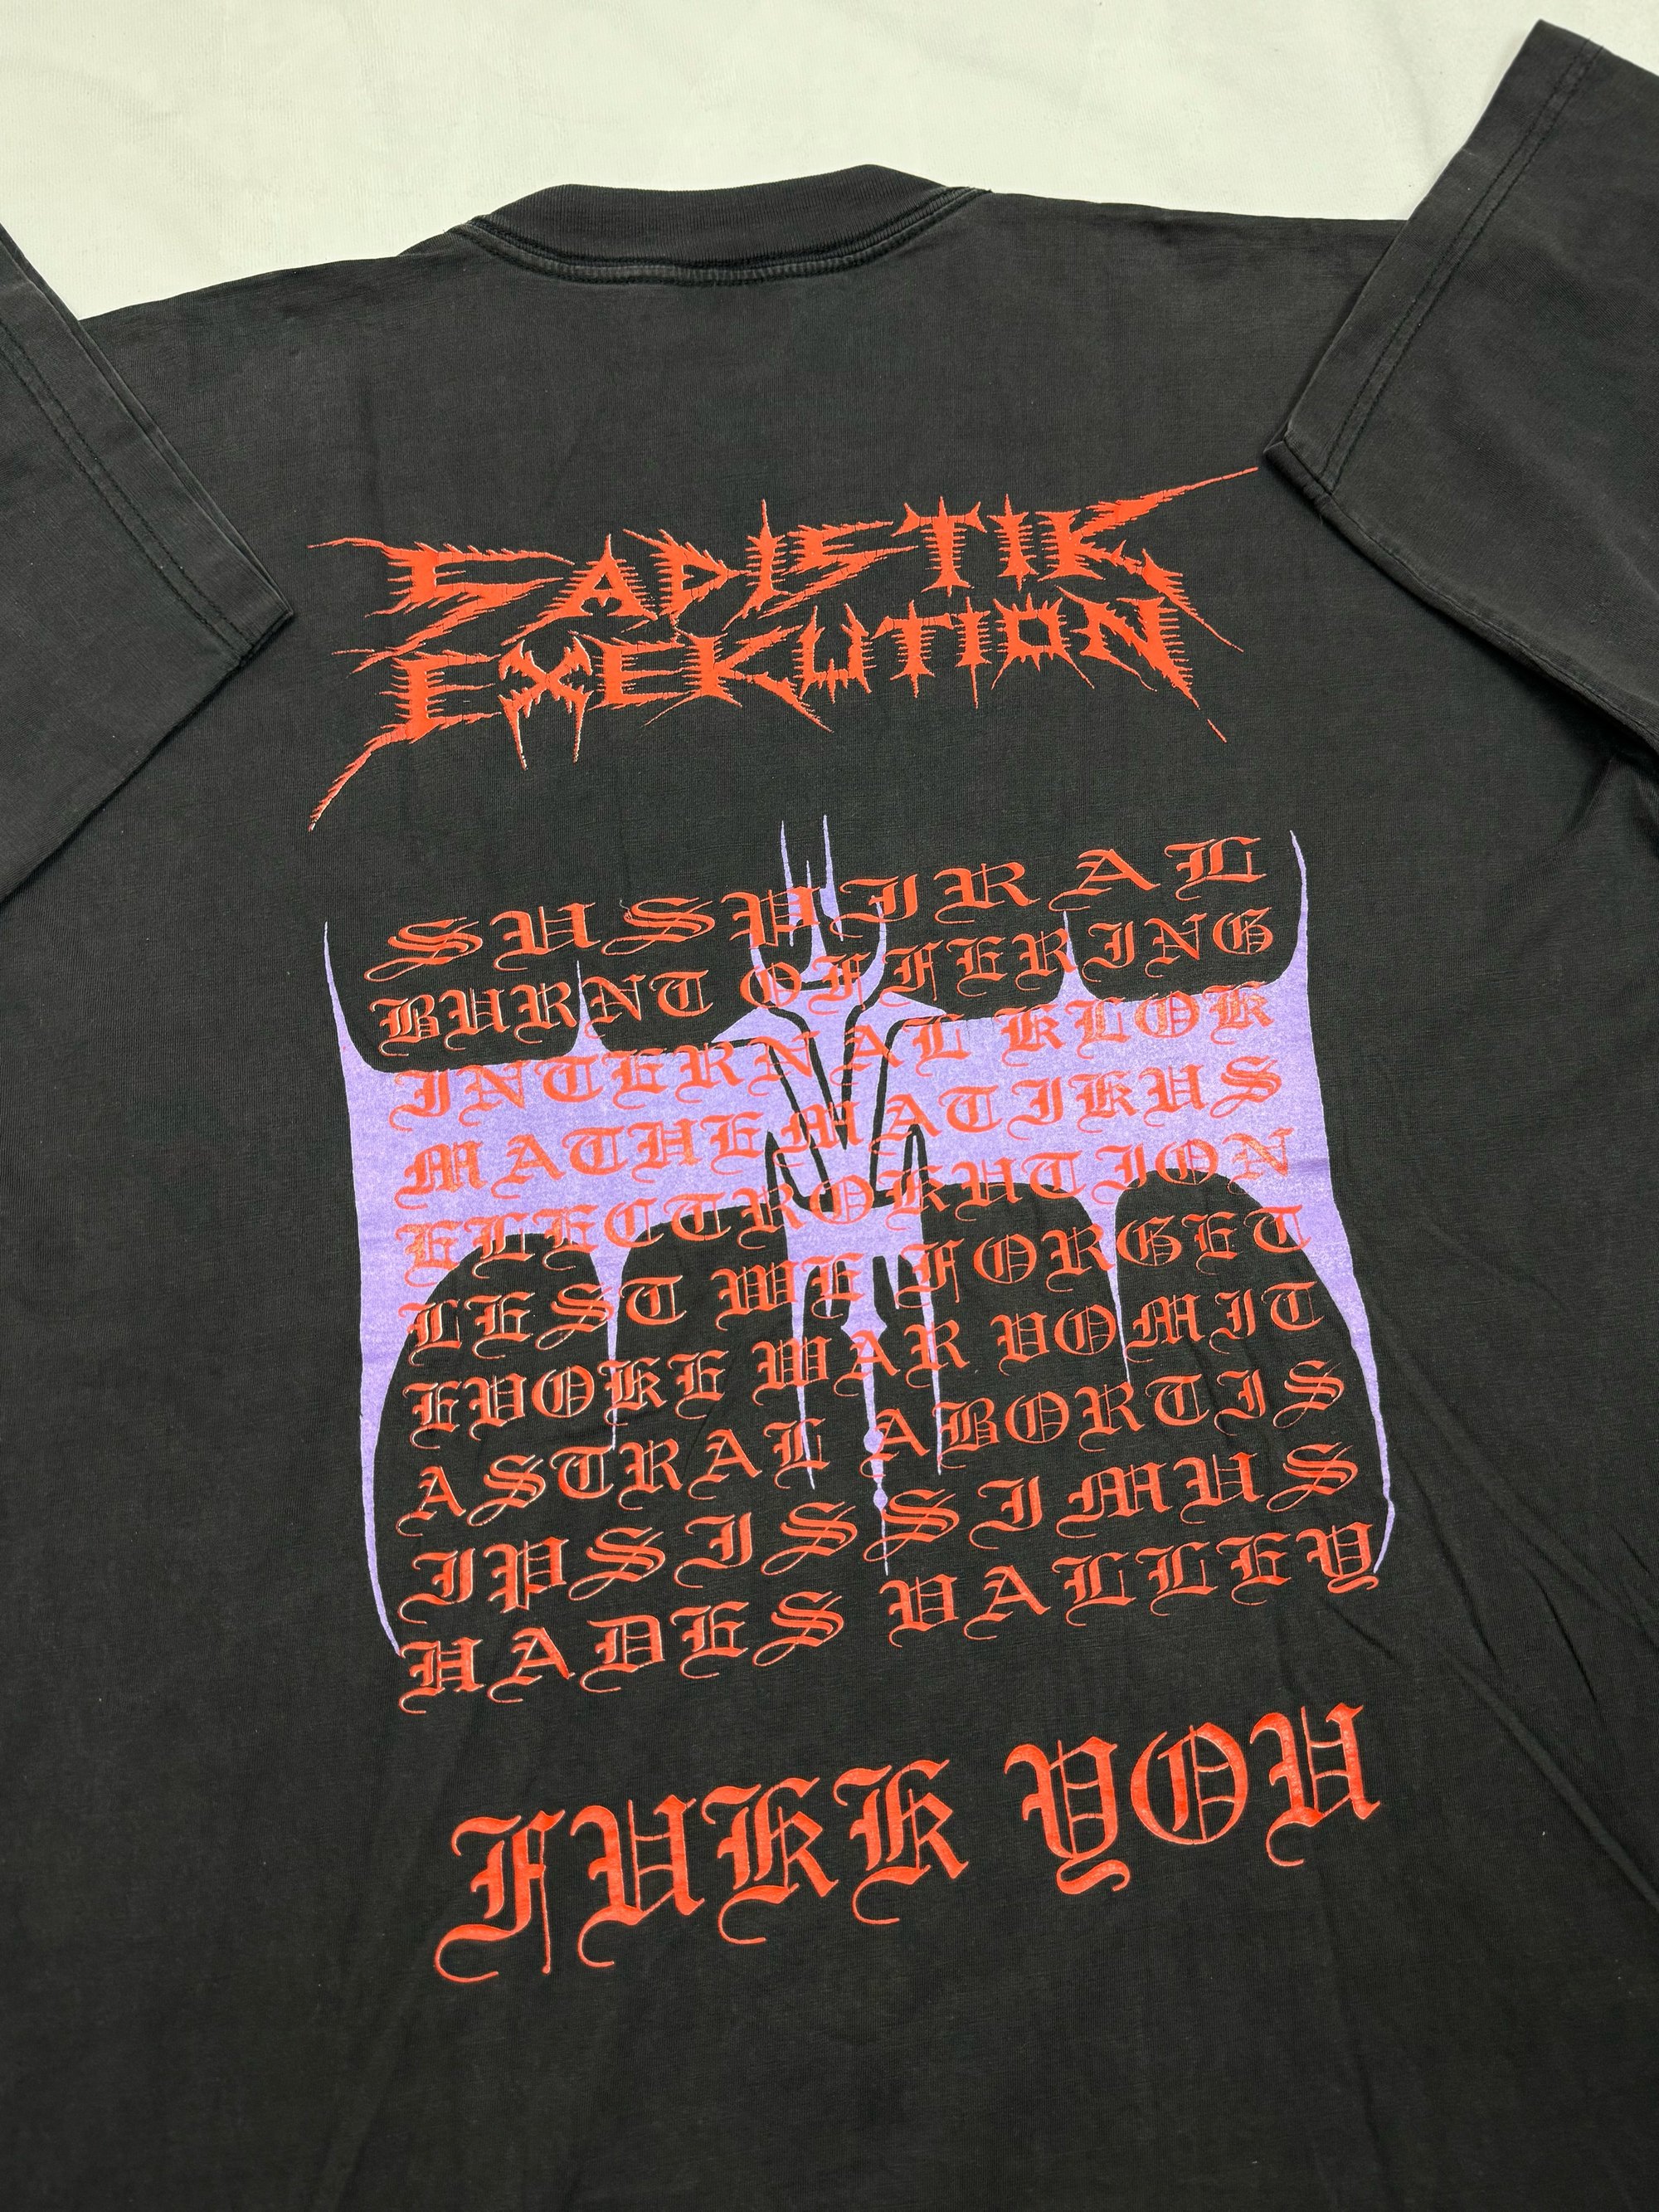 SADISTIK
EXEKUTION
SUSPIRAL
BURNT OFFERING
INTERNAL KLOK
MATHEMATIKUS
ELECTROKUTION
LEST WE FORGET
EVOKE WAR VOMIT
ASTRAL ABORTIS
IPSISSIMUS
HADES VALLEY
FUKK YOU